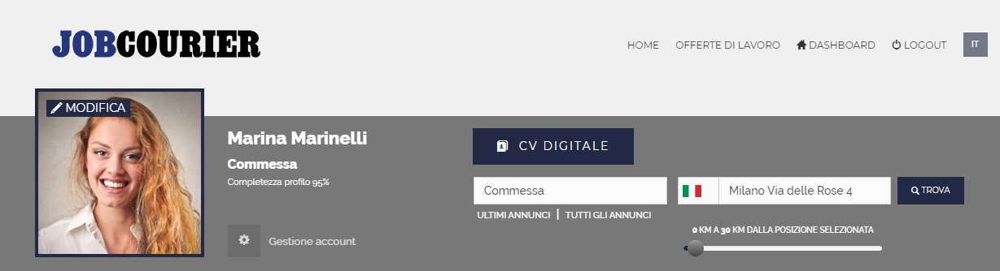 JOBCOURIER
HOME OFFERTE DI LAVORO DASHBOARD LOGOUT IT
MODIFICA
Marina Marinelli
Commessa
Completezza profilo 95%
Gestione account
CV DIGITALE
Commessa
Milano Via delle Rose 4
TROVA
ULTIMI ANNUNCI | TUTTI GLI ANNUNCI
0 KM A 30 KM DALLA POSIZIONE SELEZIONATA